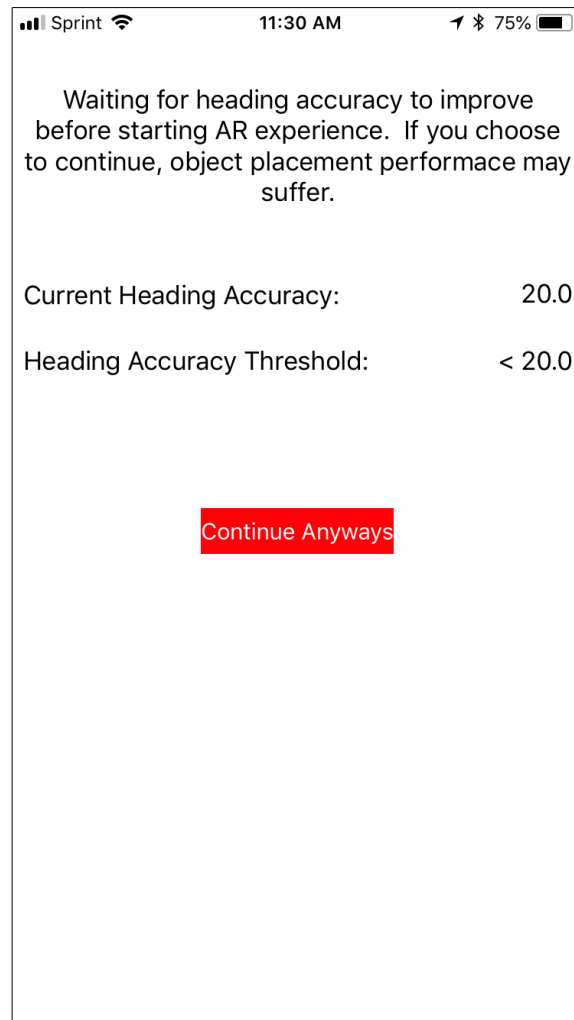 Sprint 11:30 AM 75%
Waiting for heading accuracy to improve
before starting AR experience.  If you choose
to continue, object placement performace may
suffer.
Current Heading Accuracy: 20.0
Heading Accuracy Threshold: < 20.0
Continue Anyways